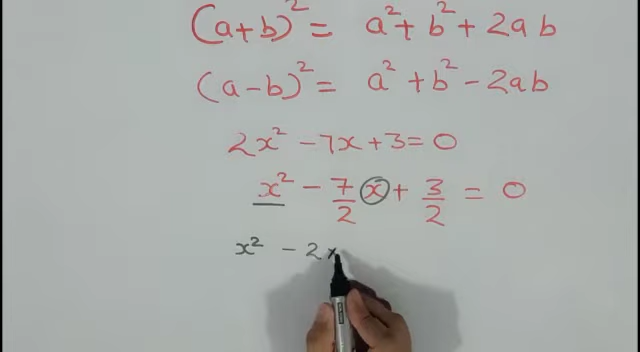 (a+b)² = a² + b² + 2ab
(a-b)² = a² + b² - 2ab
2x² - 7x + 3 = 0
x² - 7/2 x + 3/2 = 0
x² - 2x